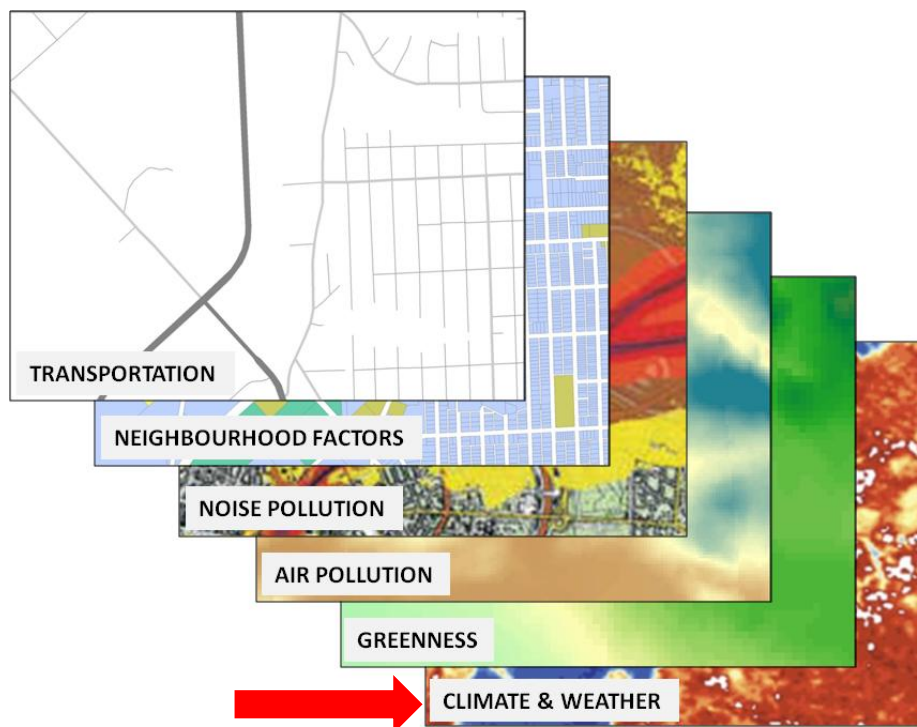 TRANSPORTATION
NEIGHBOURHOOD FACTORS
NOISE POLLUTION
AIR POLLUTION
GREENNESS
CLIMATE & WEATHER